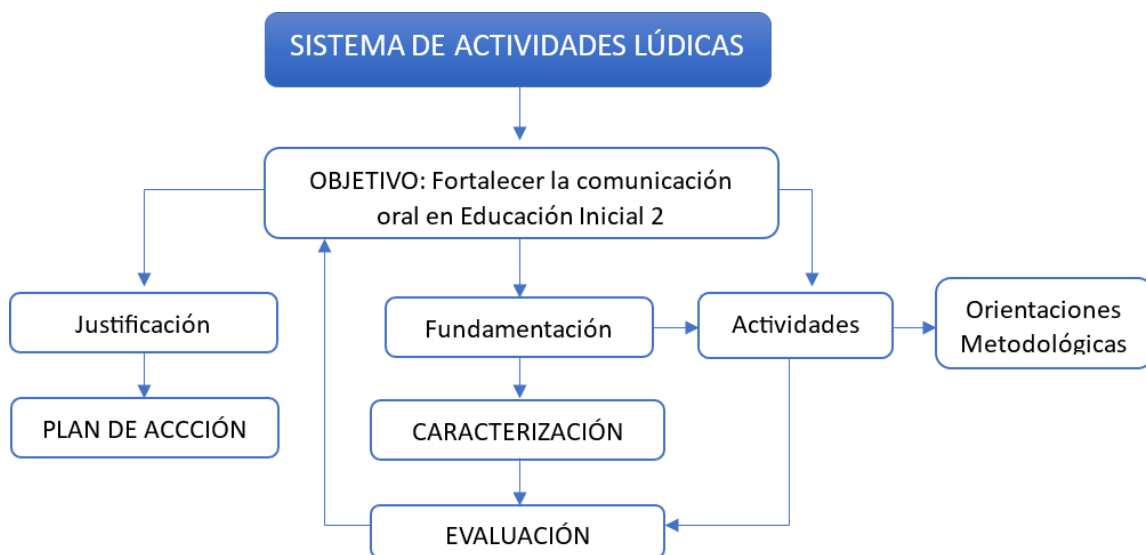 SISTEMA DE ACTIVIDADES LÚDICAS
OBJETIVO: Fortalecer la comunicación
oral en Educación Inicial 2
Justificación
Fundamentación
Actividades
Orientaciones
Metodológicas
PLAN DE ACCCIÓN
CARACTERIZACIÓN
EVALUACIÓN